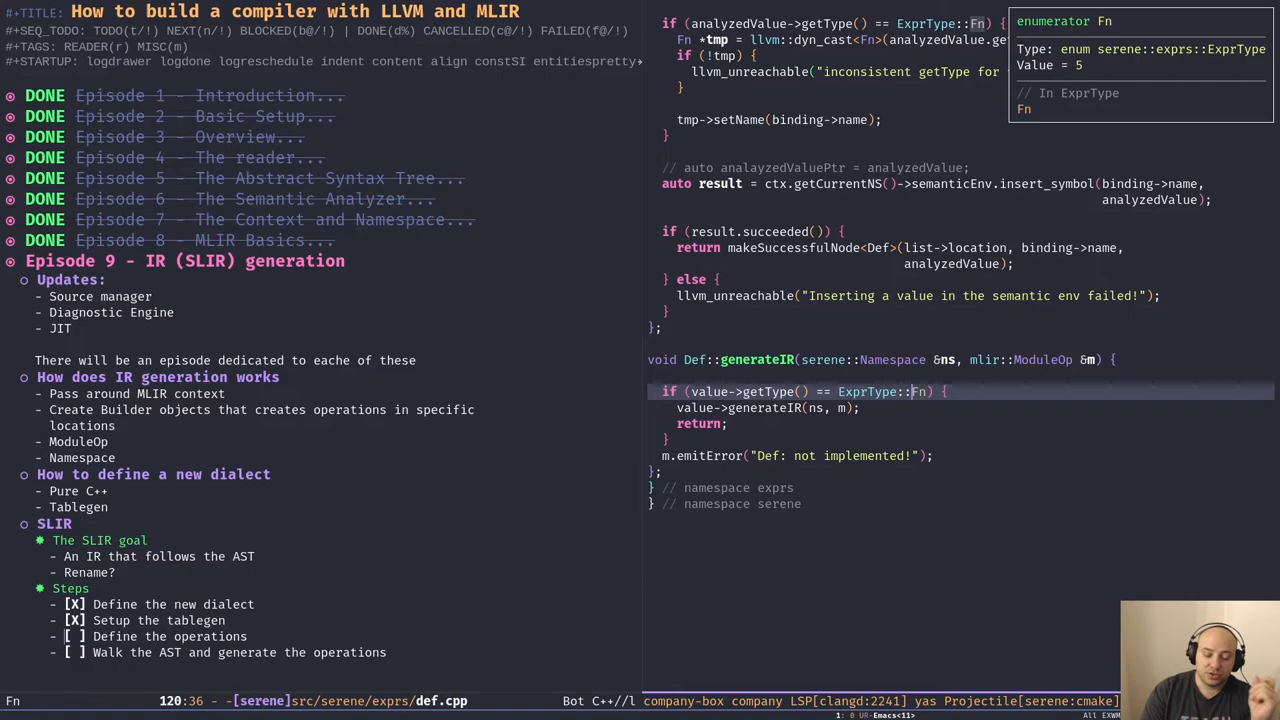 #+TITLE: How to build a compiler with LLVM and MLIR
#+SEQ_TODO: TODO(t/!) NEXT(n/!) BLOCKED(b@/!) | DONE(d%) CANCELLED(c@/!) FAILED(f@/!)
#+TAGS: READER(r) MISC(m)
#+STARTUP: logdrawer logdone logreschedule indent content align constSI entitiespretty
DONE Episode 1 - Introduction...
DONE Episode 2 - Basic Setup...
DONE Episode 3 - Overview...
DONE Episode 4 - The reader...
DONE Episode 5 - The Abstract Syntax Tree...
DONE Episode 6 - The Semantic Analyzer...
DONE Episode 7 - The Context and Namespace...
DONE Episode 8 - MLIR Basics...
Episode 9 - IR (SLIR) generation
Updates:
- Source manager
- Diagnostic Engine
- JIT
There will be an episode dedicated to eache of these
How does IR generation works
- Pass around MLIR context
- Create Builder objects that creates operations in specific
locations
- ModuleOp
- Namespace
How to define a new dialect
- Pure C++
- Tablegen
SLIR
The SLIR goal
- An IR that follows the AST
- Rename?
Steps
- [X] Define the new dialect
- [X] Setup the tablegen
- [ ] Define the operations
- [ ] Walk the AST and generate the operations
if (analyzedValue->getType() == ExprType::Fn) {
Fn *tmp = llvm::dyn_cast<Fn>(analyzedValue.ge
if (!tmp) {
llvm_unreachable("inconsistent getType for
}
tmp->setName(binding->name);
}
// auto analayzedValuePtr = analyzedValue;
auto result = ctx.getCurrentNS()->semanticEnv.insert_symbol(binding->name,
analyzedValue);
if (result.succeeded()) {
return makeSuccessfulNode<Def>(list->location, binding->name,
analyzedValue);
} else {
llvm_unreachable("Inserting a value in the semantic env failed!");
}
};
void Def::generateIR(serene::Namespace &ns, mlir::ModuleOp &m) {
if (value->getType() == ExprType::Fn) {
value->generateIR(ns, m);
return;
}
m.emitError("Def: not implemented!");
};
} // namespace exprs
} // namespace serene
enumerator Fn
Type: enum serene::exprs::ExprType
Value = 5
// In ExprType
Fn
Fn 120:36 - -[serene]src/serene/exprs/def.cpp Bot C++//l company-box company LSP[clangd:2241] yas Projectile[serene:cmake]
1: 0 UR-Emacs<11> All EXWM